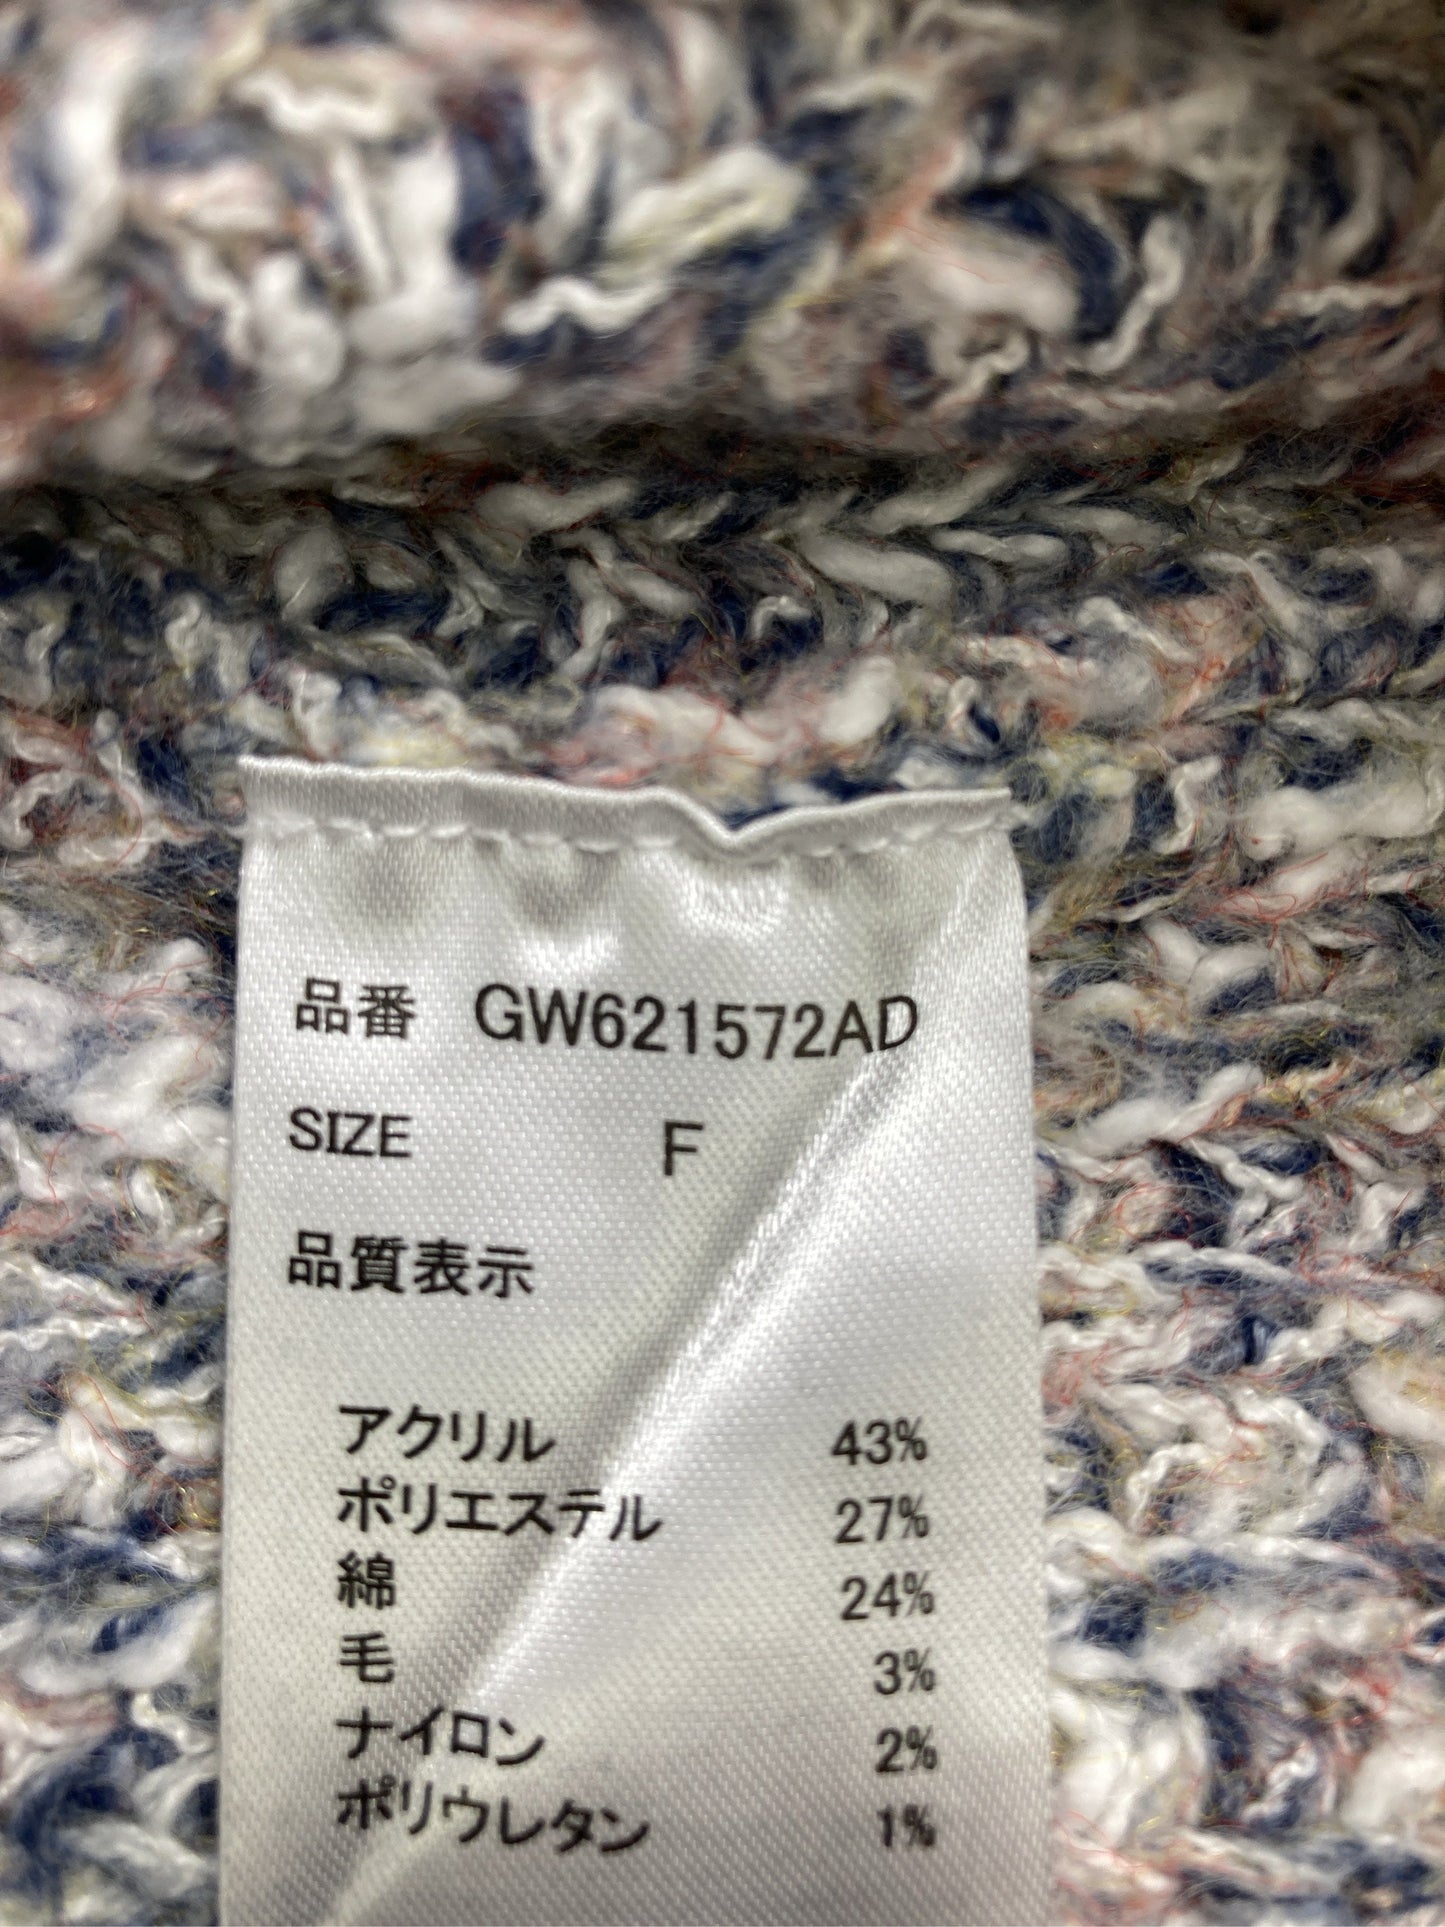 品番 GW621572AD
SIZE F
品質表示
アクリル 43%
ポリエステル 27%
綿 24%
毛 3%
ナイロン 2%
ポリウレタン 1%